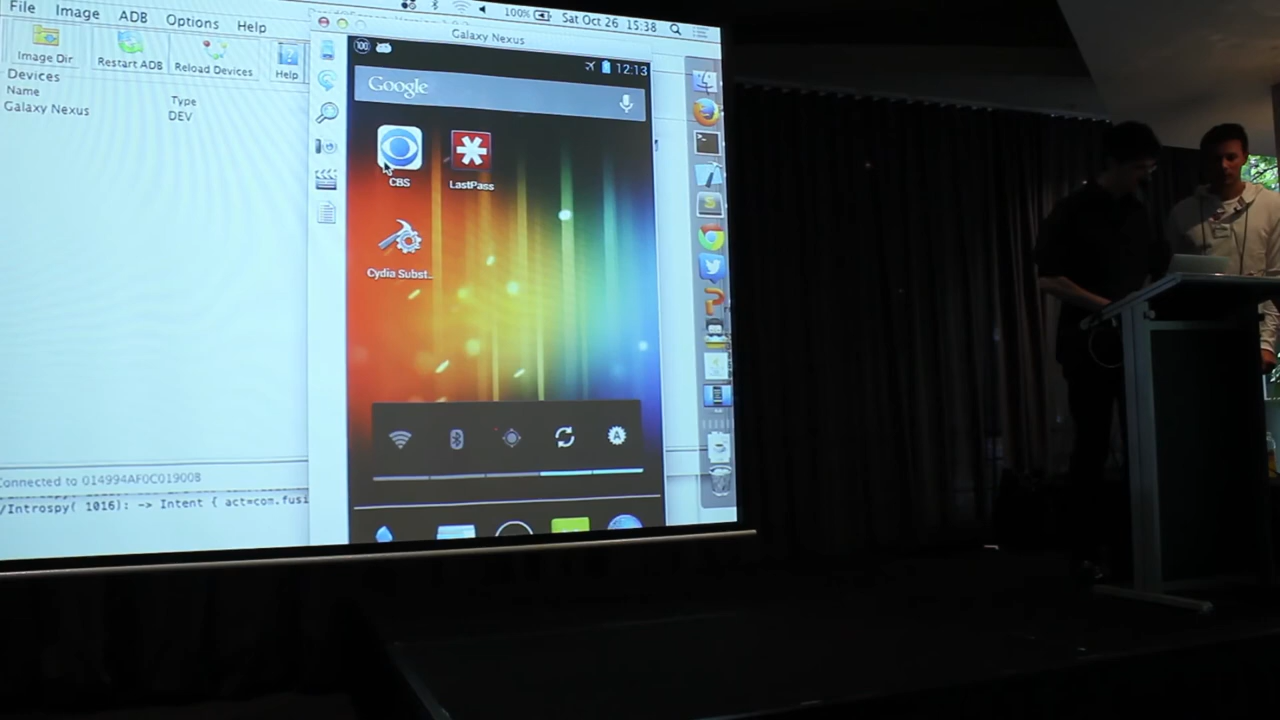 File Image ADB Options Help
100% Sat Oct 26 15:38
Galaxy Nexus
Image Dir Restart ADB Reload Devices Help
Devices
Name Type
Galaxy Nexus DEV
100
12:13
Google
CBS LastPass
Cydia Subst..
A
Connected to 014994AF0C01900B
/Introspy( 1016): -> Intent { act=com.fusi